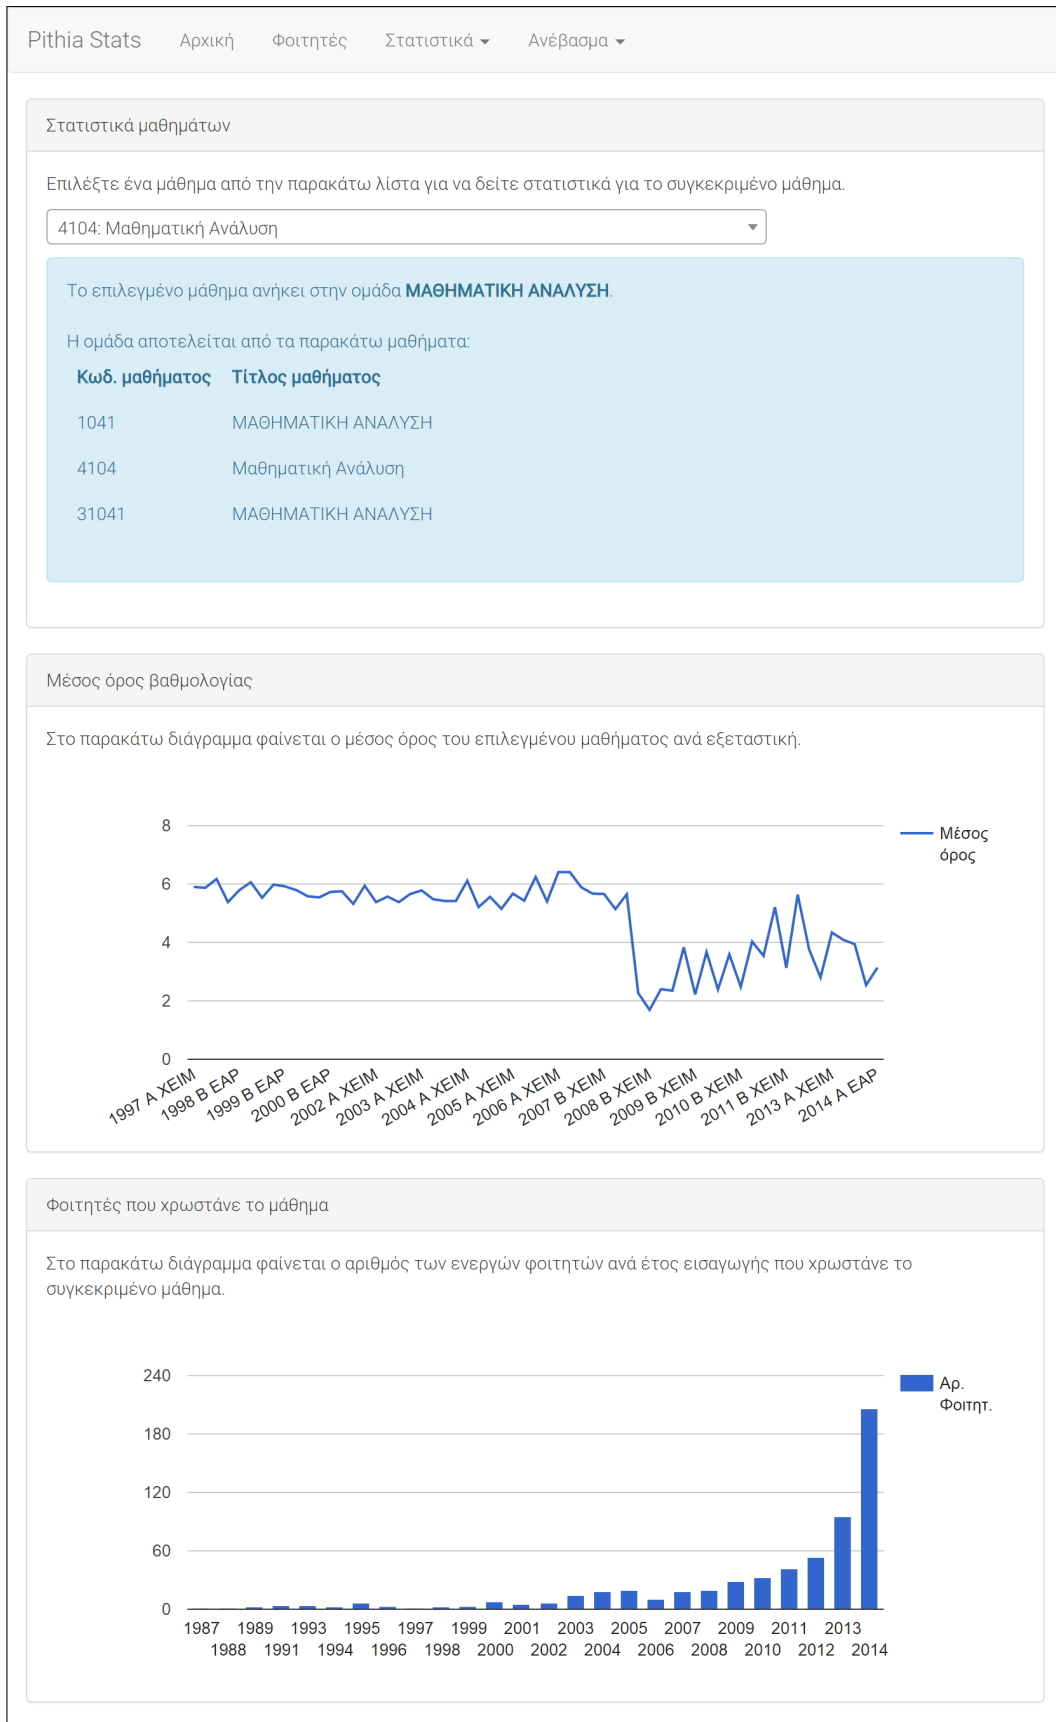 Pithia Stats Αρχική Φοιτητές Στατιστικά Ανέβασμα
Στατιστικά μαθημάτων
Επιλέξτε ένα μάθημα από την παρακάτω λίστα για να δείτε στατιστικά για το συγκεκριμένο μάθημα.
4104: Μαθηματική Ανάλυση
Το επιλεγμένο μάθημα ανήκει στην ομάδα ΜΑΘΗΜΑΤΙΚΗ ΑΝΑΛΥΣΗ.
Η ομάδα αποτελείται από τα παρακάτω μαθήματα:
Κωδ. μαθήματος Τίτλος μαθήματος
1041 ΜΑΘΗΜΑΤΙΚΗ ΑΝΑΛΥΣΗ
4104 Μαθηματική Ανάλυση
31041 ΜΑΘΗΜΑΤΙΚΗ ΑΝΑΛΥΣΗ
Μέσος όρος βαθμολογίας
Στο παρακάτω διάγραμμα φαίνεται ο μέσος όρος του επιλεγμένου μαθήματος ανά εξεταστική.
8
6
4
2
0
Μέσος
όρος
1997 Α ΧΕΙΜ
1998 Β ΕΑΡ
1999 Β ΕΑΡ
2000 Β ΕΑΡ
2002 Α ΧΕΙΜ
2003 Α ΧΕΙΜ
2004 Α ΧΕΙΜ
2005 Α ΧΕΙΜ
2006 Α ΧΕΙΜ
2007 Β ΧΕΙΜ
2008 Β ΧΕΙΜ
2009 Β ΧΕΙΜ
2010 Β ΧΕΙΜ
2011 Β ΧΕΙΜ
2013 Α ΧΕΙΜ
2014 Α ΕΑΡ
Φοιτητές που χρωστάνε το μάθημα
Στο παρακάτω διάγραμμα φαίνεται ο αριθμός των ενεργών φοιτητών ανά έτος εισαγωγής που χρωστάνε το
συγκεκριμένο μάθημα.
240
180
120
60
0
Αρ.
Φοιτητ.
1987 1989 1993 1995 1997 1999 2001 2003 2005 2007 2009 2011 2013
1988 1991 1994 1996 1998 2000 2002 2004 2006 2008 2010 2012 2014